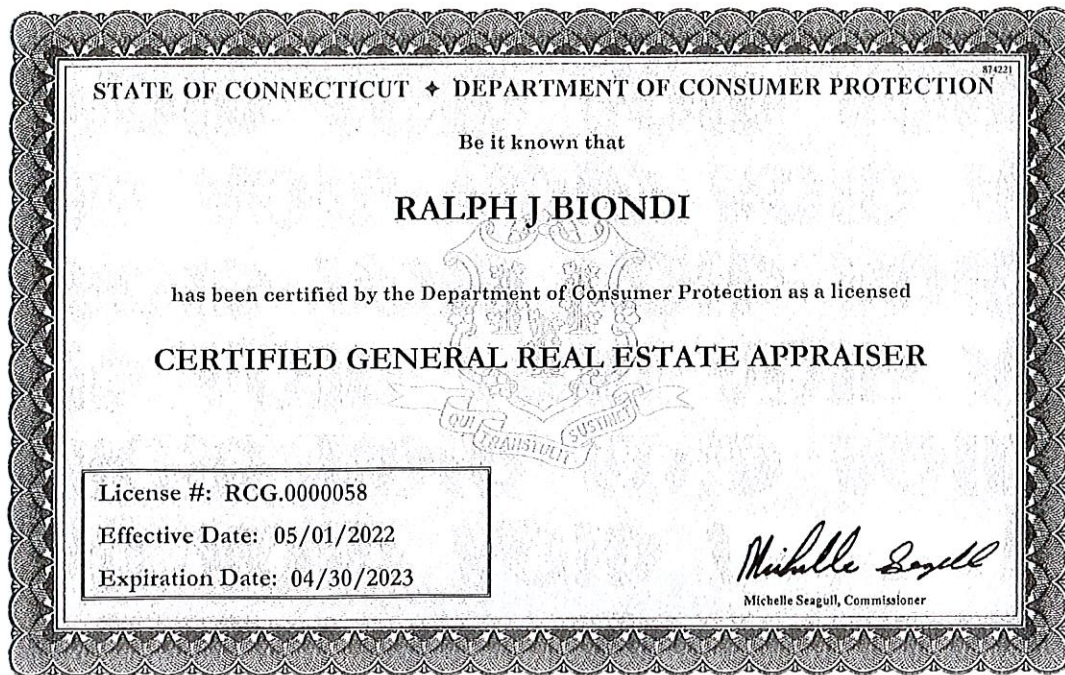 874221
STATE OF CONNECTICUT ✦ DEPARTMENT OF CONSUMER PROTECTION
Be it known that
RALPH J BIONDI
has been certified by the Department of Consumer Protection as a licensed
CERTIFIED GENERAL REAL ESTATE APPRAISER
QUI TRANSTULIT SUSTINET
License #: RCG.0000058
Effective Date: 05/01/2022
Expiration Date: 04/30/2023
Michelle Seagull
Michelle Seagull, Commissioner